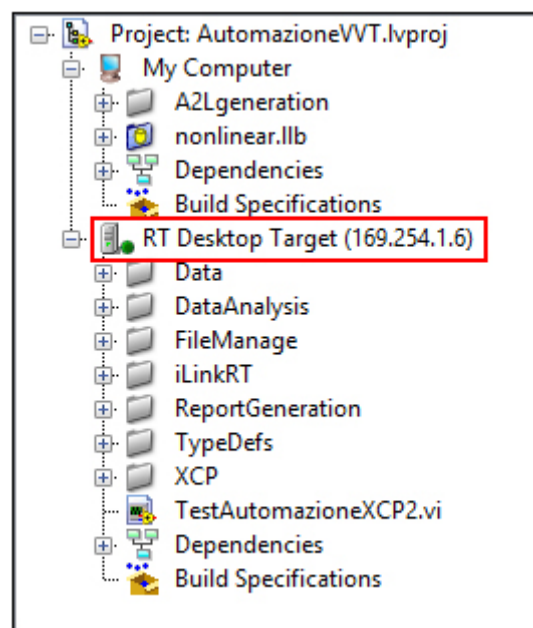 Project: AutomazioneVVT.lvproj
My Computer
A2Lgeneration
nonlinear.llb
Dependencies
Build Specifications
RT Desktop Target (169.254.1.6)
Data
DataAnalysis
FileManage
iLinkRT
ReportGeneration
TypeDefs
XCP
TestAutomazioneXCP2.vi
Dependencies
Build Specifications